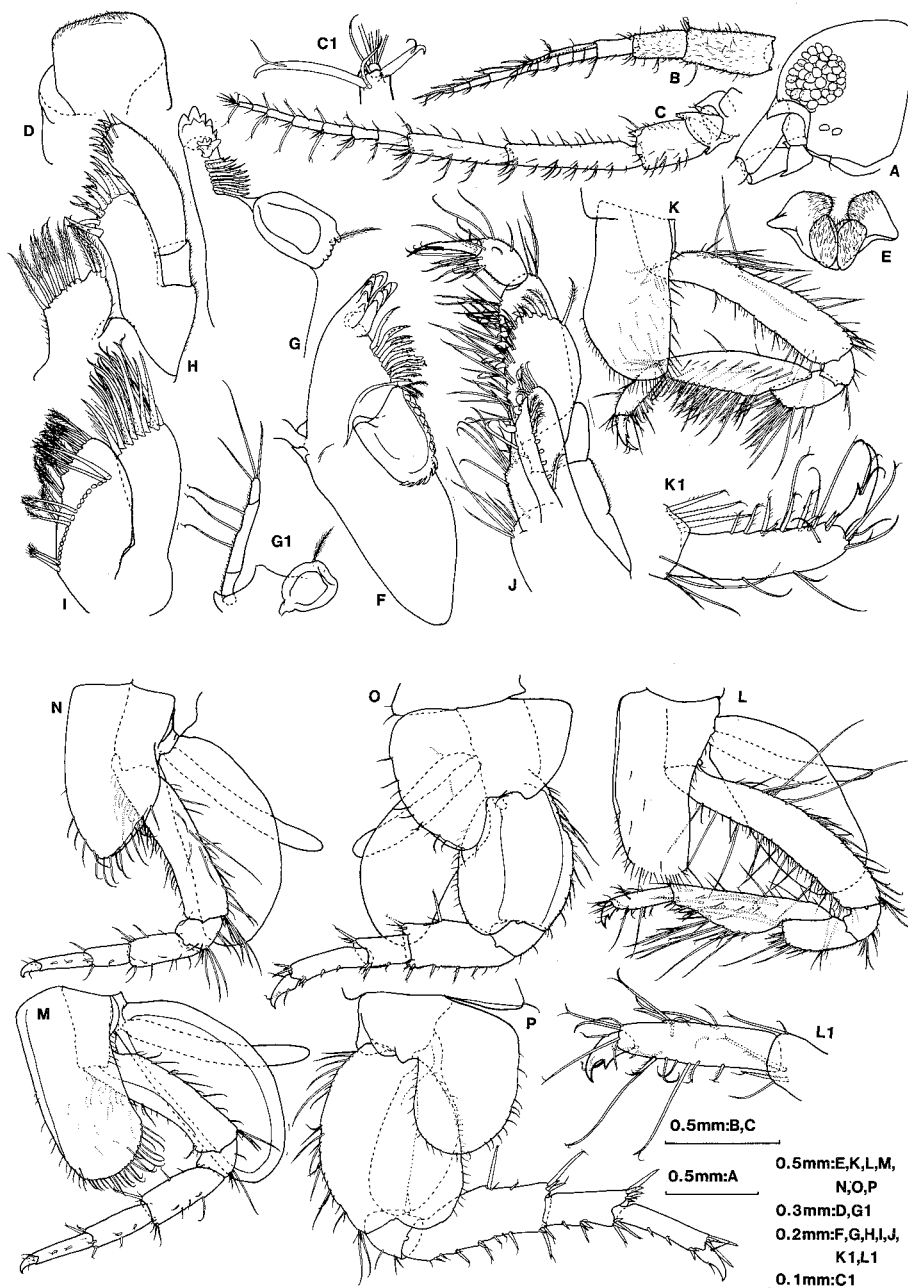 C1
B
D
C
A
K
E
G
H
K1
G1
I
F
J
N
O
L
M
P
L1
0.5mm:B,C
0.5mm:A
0.5mm:E,K,L,M,
N,O,P
0.3mm:D,G1
0.2mm:F,G,H,I,J,
K1,L1
0.1mm:C1